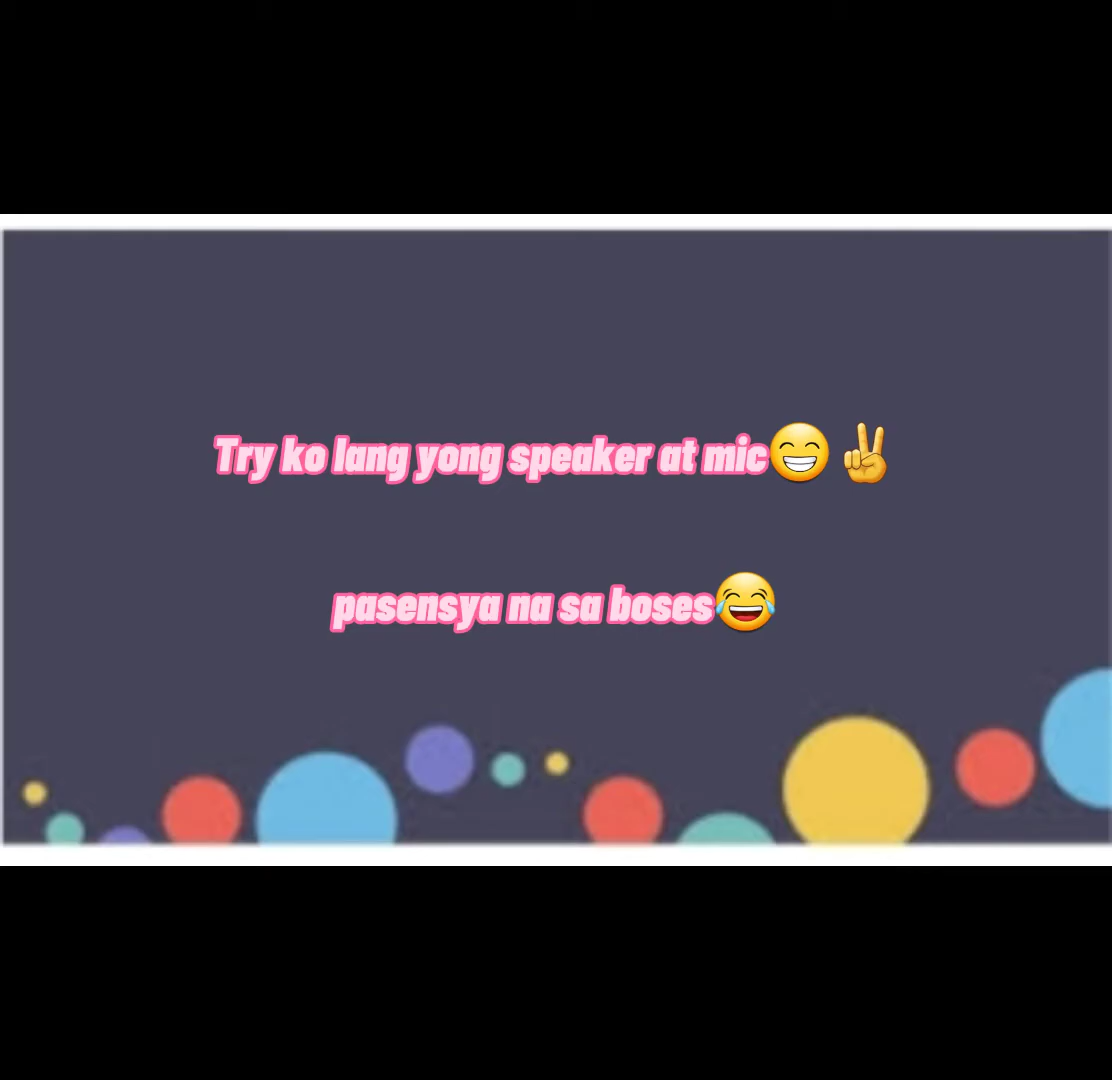 Try ko lang yong speaker at mic😁✌️
pasensya na sa boses😂